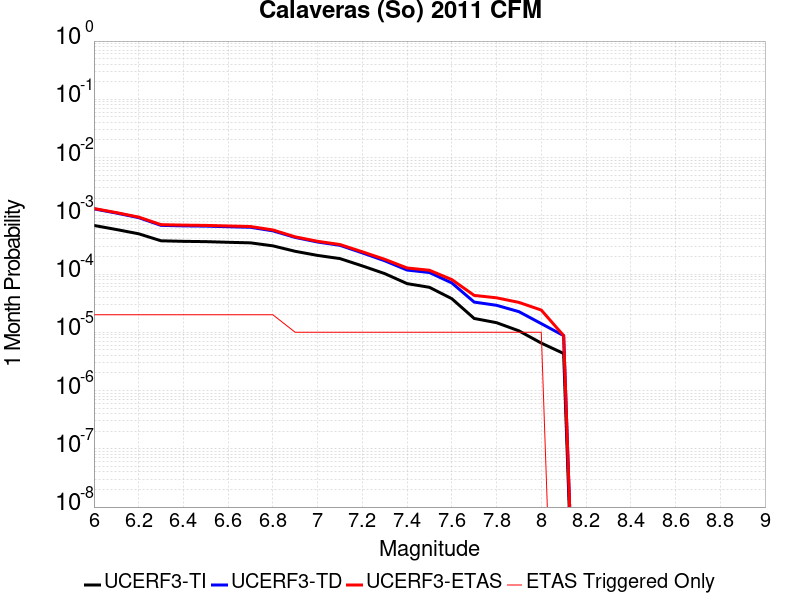 Calaveras (So) 2011 CFM
10 0
10 -1
10 -2
10 -3
10 -4
10 -5
10 -6
10 -7
10 -8
1 Month Probability
6 6.2 6.4 6.6 6.8 7 7.2 7.4 7.6 7.8 8 8.2 8.4 8.6 8.8 9
Magnitude
UCERF3-TI UCERF3-TD UCERF3-ETAS ETAS Triggered Only